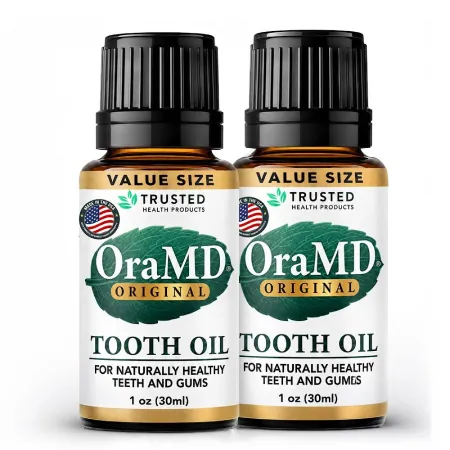 VALUE SIZE
TRUSTED
HEALTH PRODUCTS
OraMD®
ORIGINAL
TOOTH OIL
FOR NATURALLY HEALTHY
TEETH AND GUMS
1 oz (30ml)
VALUE SIZE
TRUSTED
HEALTH PRODUCTS
OraMD
ORIGINAL
TOOTH OIL
FOR NATURALLY HEALTHY
TEETH AND
1 oz (30ml)